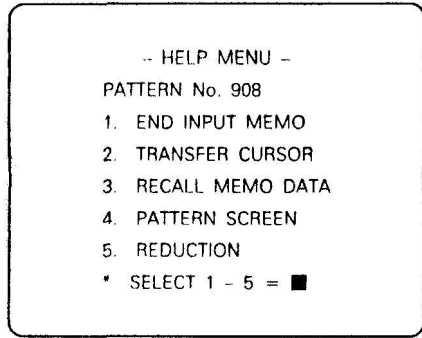 - HELP MENU -
PATTERN No. 908
1. END INPUT MEMO
2. TRANSFER CURSOR
3. RECALL MEMO DATA
4. PATTERN SCREEN
5. REDUCTION
* SELECT 1 - 5 = ■